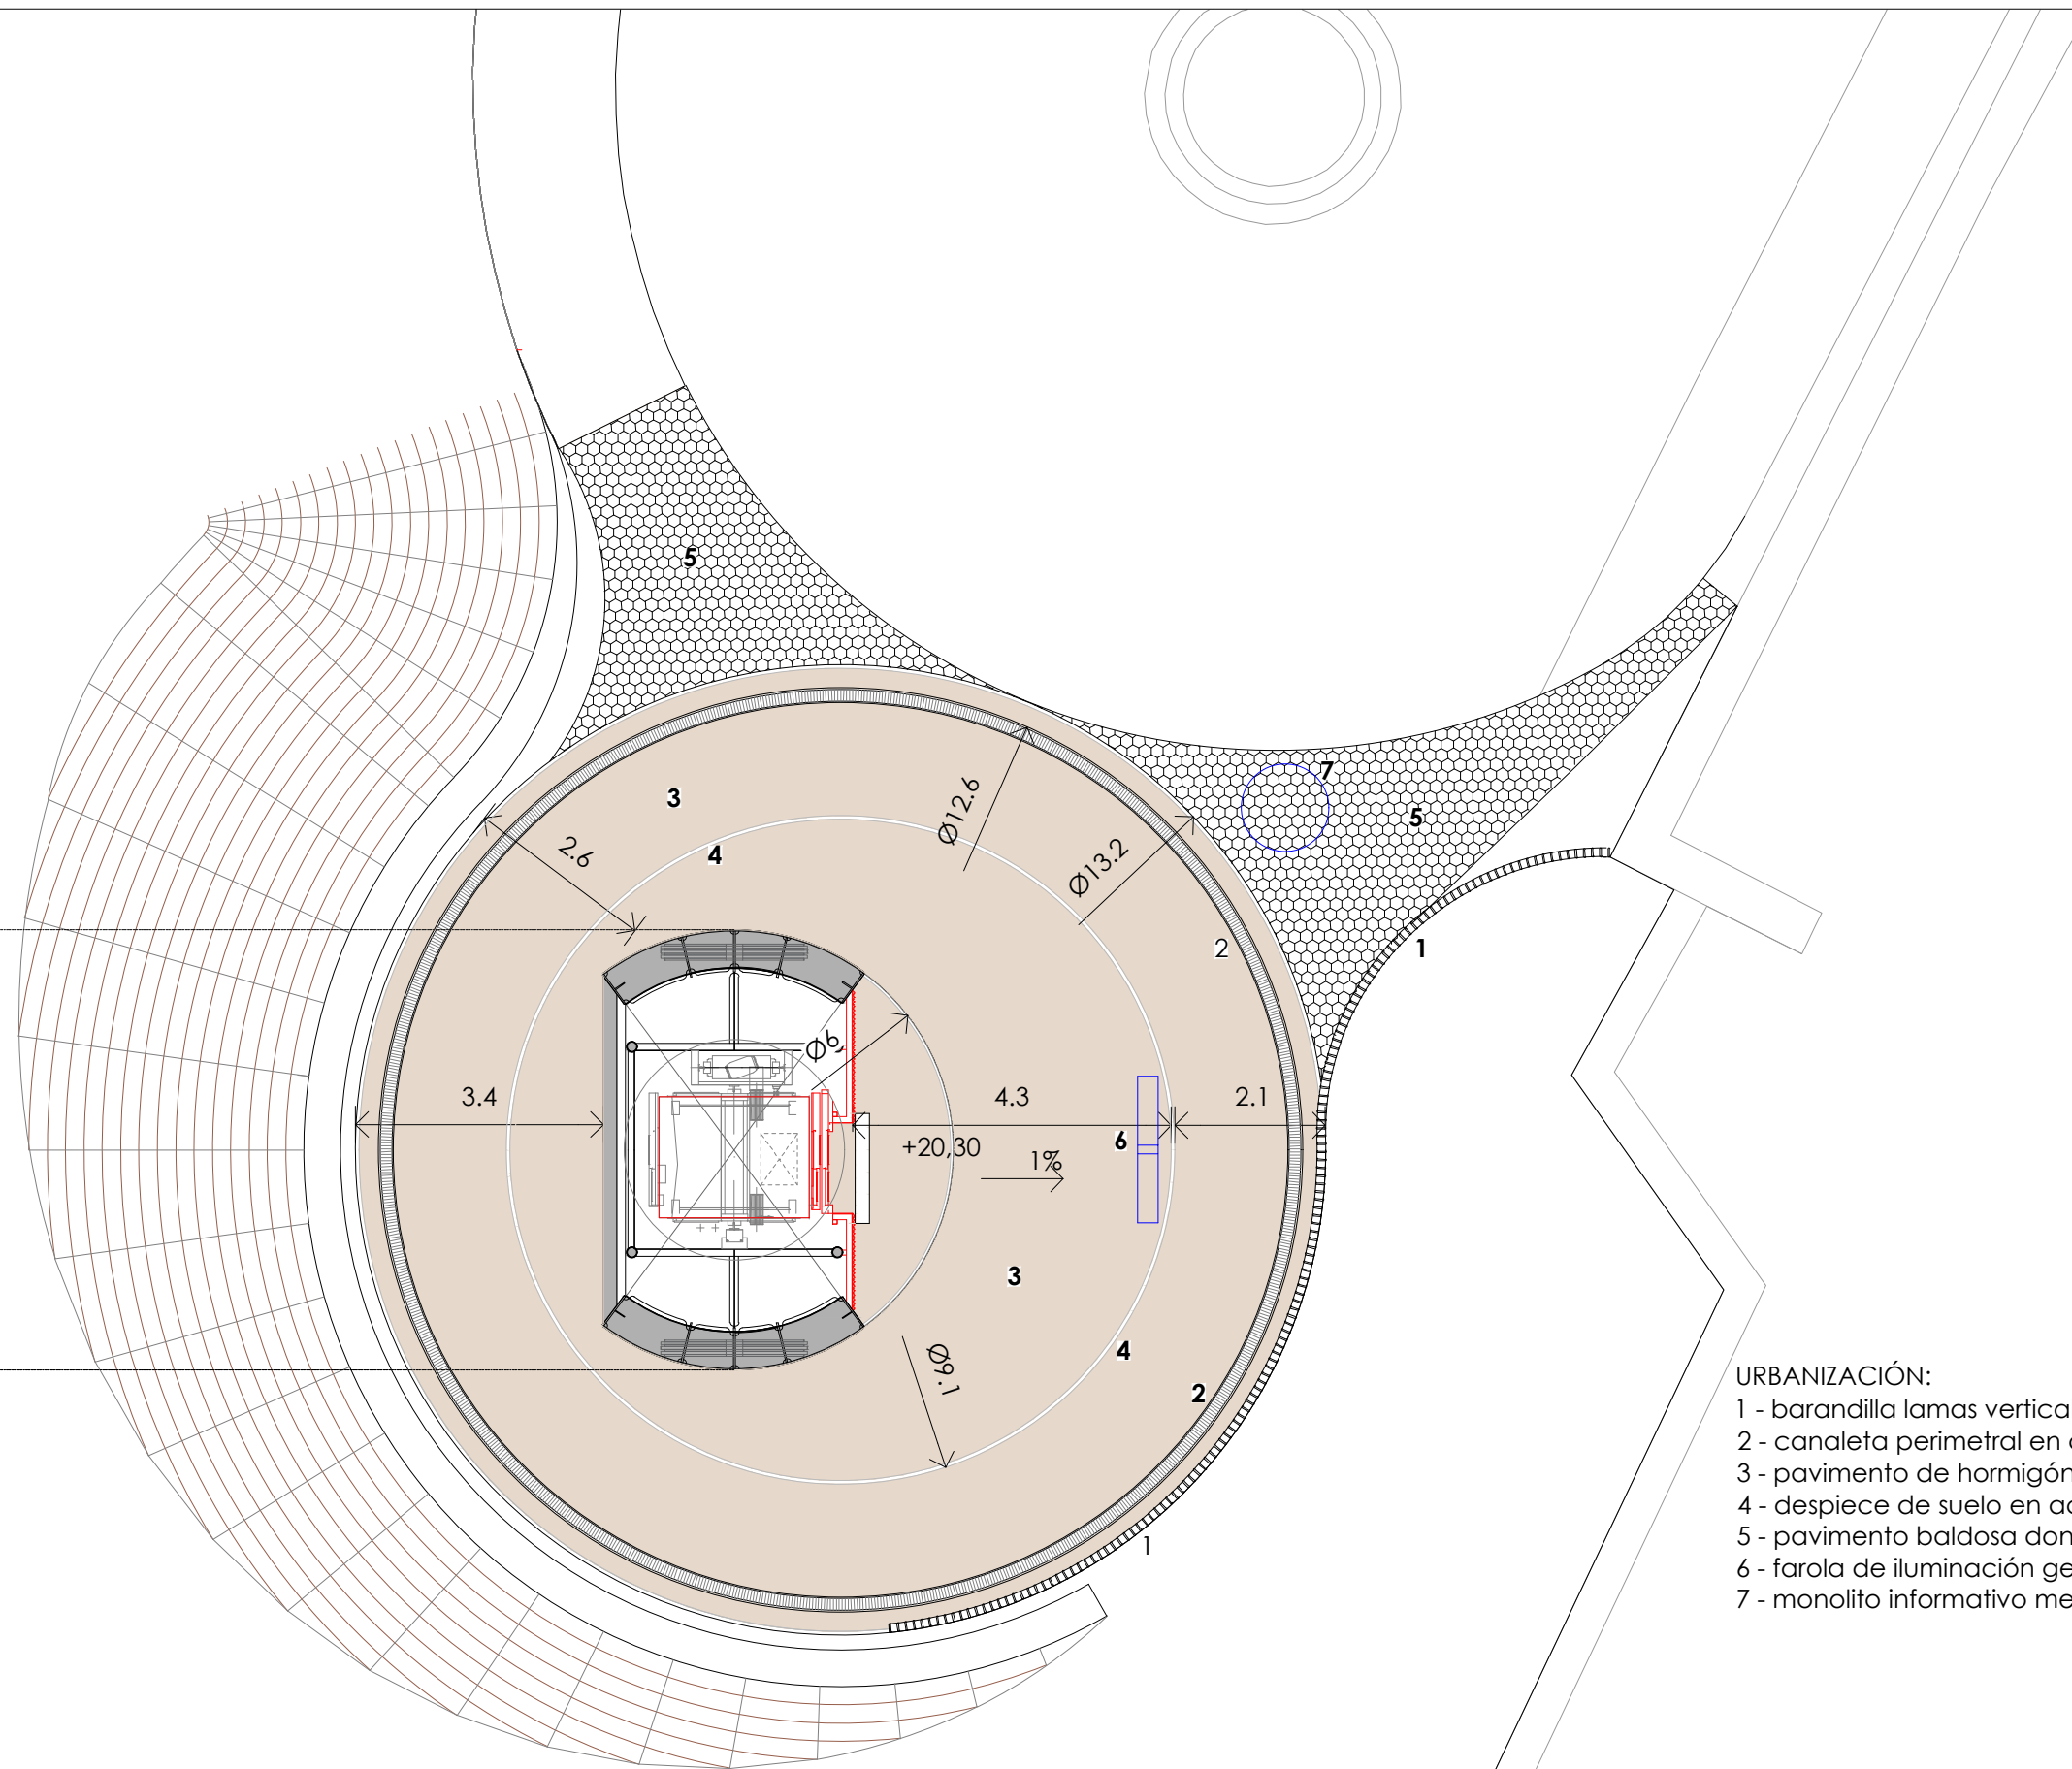 5
7
5
3
Ø12.6
2.6
4
Ø13.2
2
1
Ø6,
3.4
4.3
2.1
6
+20,30
1%
3
4
Ø9.1
2
1
URBANIZACIÓN:
1 - barandilla lamas vertica
2 - canaleta perimetral en
3 - pavimento de hormigón
4 - despiece de suelo en ac
5 - pavimento baldosa don
6 - farola de iluminación ge
7 - monolito informativo me